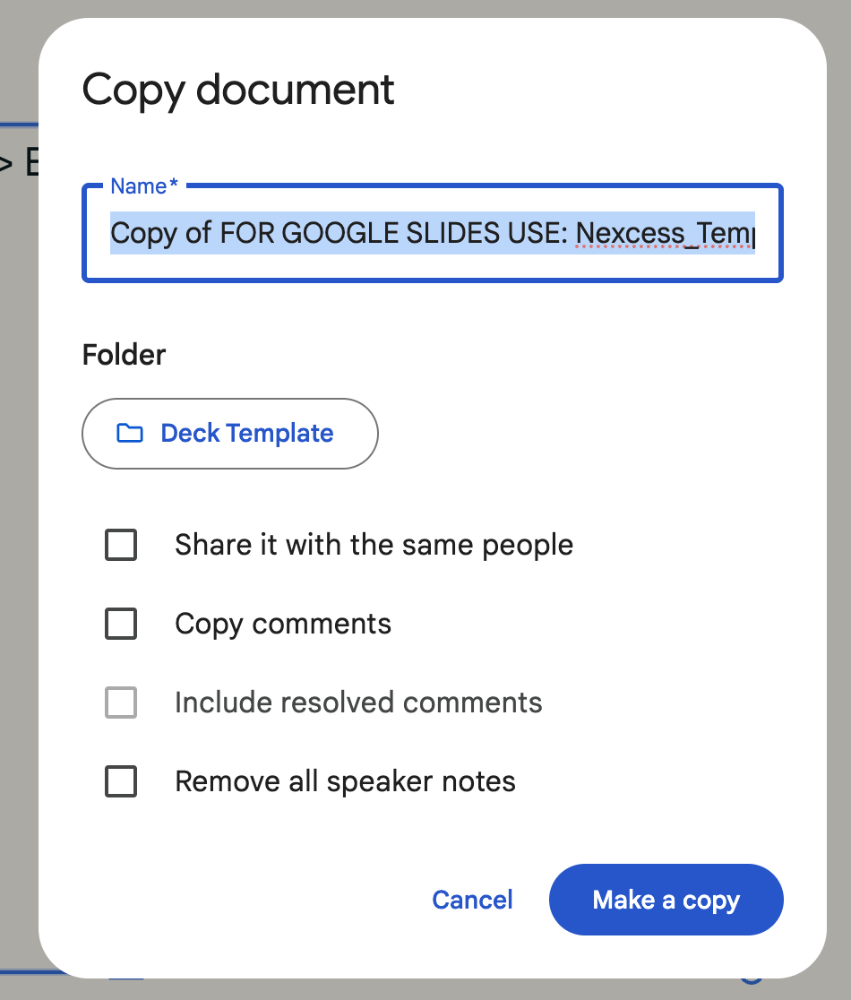 Copy document
> E
Name*
Copy of FOR GOOGLE SLIDES USE: Nexcess_Temp
Folder
Deck Template
Share it with the same people
Copy comments
Include resolved comments
Remove all speaker notes
Cancel
Make a copy